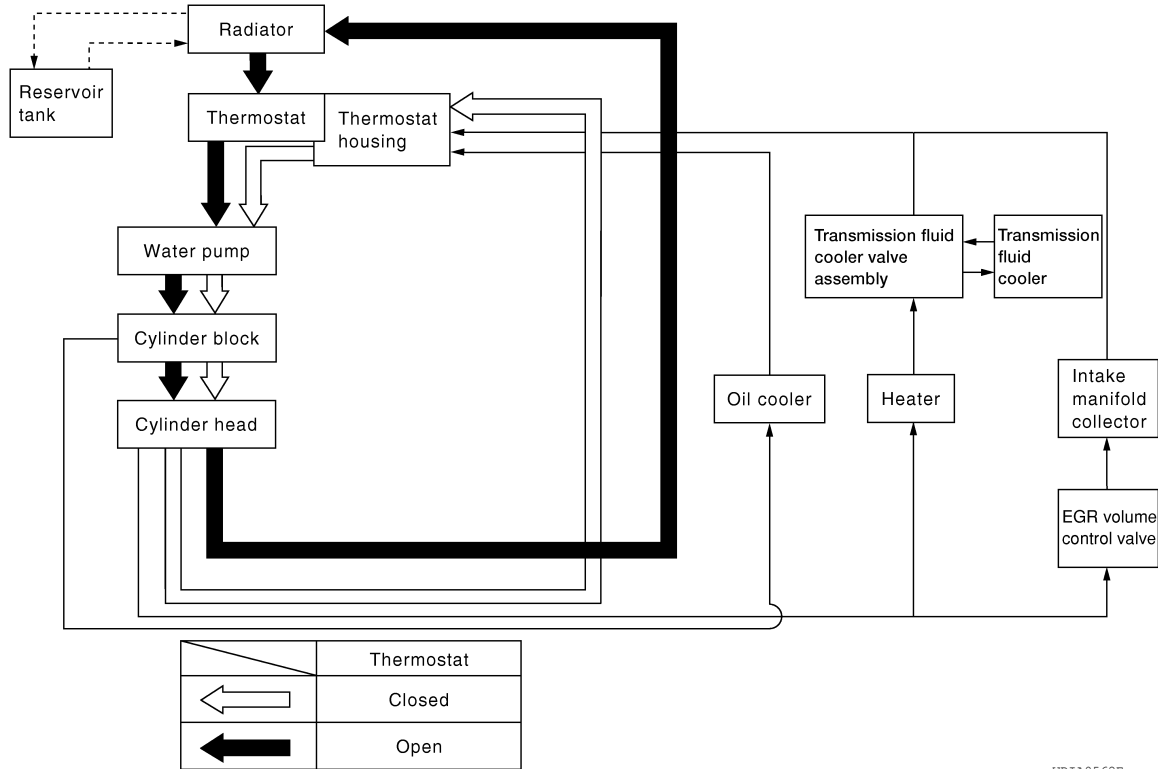 Radiator
Reservoir
tank
Thermostat
Thermostat
housing
Water pump
Transmission fluid
cooler valve
assembly
Transmission
fluid
cooler
Cylinder block
Cylinder head
Oil cooler
Heater
Intake
manifold
collector
EGR volume
control valve
Thermostat
Closed
Open